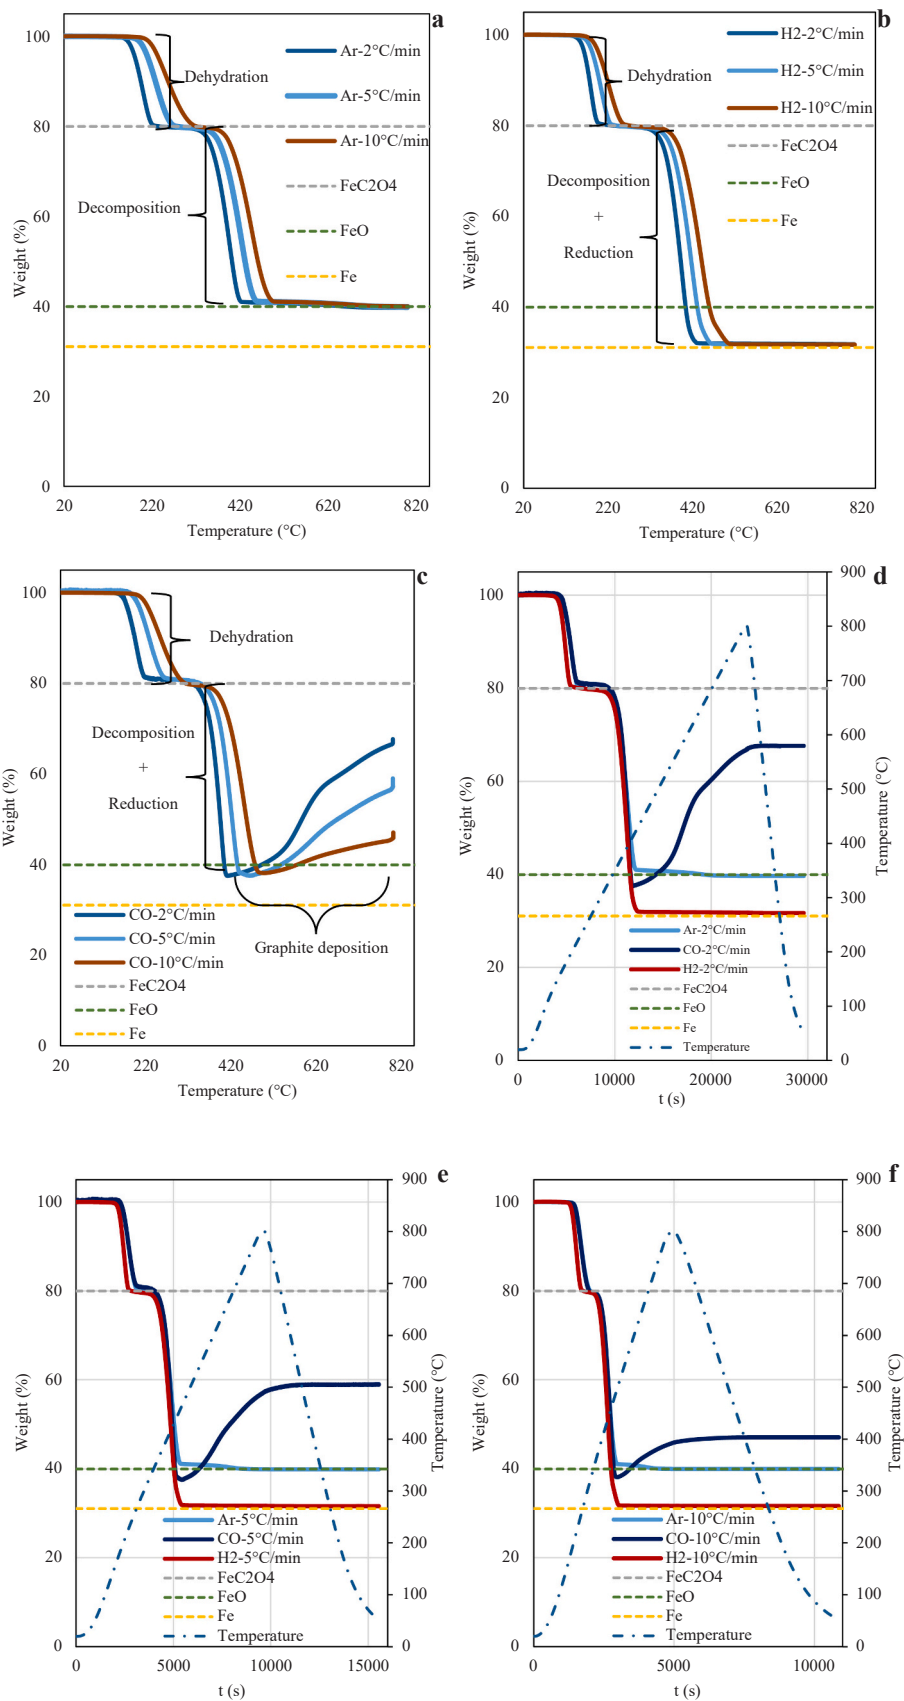 a
100
80
60
40
20
0
Weight (%)
20
220
420
620
820
Temperature (°C)
Dehydration
Decomposition
Ar-2°C/min
Ar-5°C/min
Ar-10°C/min
FeC2O4
FeO
Fe
b
100
80
60
40
20
0
Weight (%)
20
220
420
620
820
Temperature (°C)
Dehydration
Decomposition
+
Reduction
H2-2°C/min
H2-5°C/min
H2-10°C/min
FeC2O4
FeO
Fe
c
100
80
60
40
20
0
Weight (%)
20
220
420
620
820
Temperature (°C)
Dehydration
Decomposition
+
Reduction
Graphite deposition
CO-2°C/min
CO-5°C/min
CO-10°C/min
FeC2O4
FeO
Fe
d
100
80
60
40
20
0
Weight (%)
900
800
700
600
500
400
300
200
100
0
Temperature (°C)
0
10000
20000
30000
t (s)
Ar-2°C/min
CO-2°C/min
H2-2°C/min
FeC2O4
FeO
Fe
Temperature
e
100
80
60
40
20
0
Weight (%)
900
800
700
600
500
400
300
200
100
0
Temperature (°C)
0
5000
10000
15000
t (s)
Ar-5°C/min
CO-5°C/min
H2-5°C/min
FeC2O4
FeO
Fe
Temperature
f
100
80
60
40
20
0
Weight (%)
900
800
700
600
500
400
300
200
100
0
Temperature (°C)
0
5000
10000
t (s)
Ar-10°C/min
CO-10°C/min
H2-10°C/min
FeC2O4
FeO
Fe
Temperature